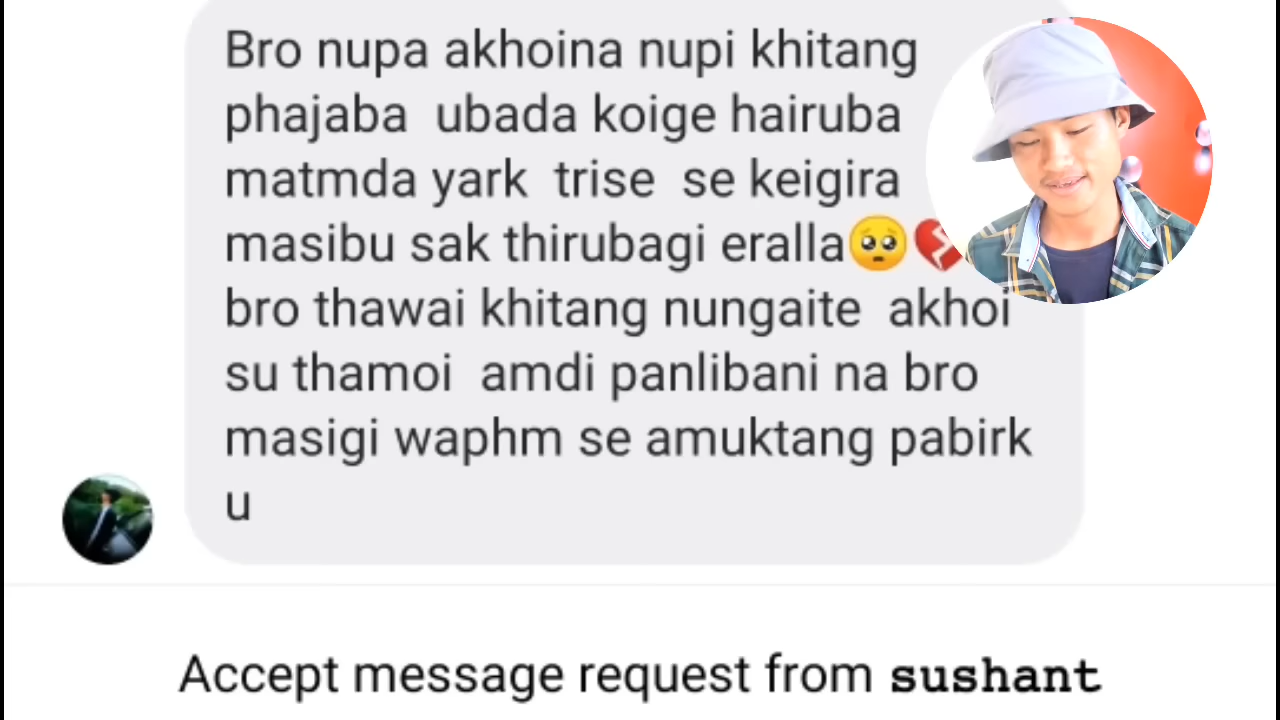 Bro nupa akhoina nupi khitang
phajaba ubada koige hairuba
matmda yark trise se keigira
masibu sak thirubagi eralla🥺💔
bro thawai khitang nungaite akhoi
su thamoi amdi panlibani na bro
masigi waphm se amuktang pabirk
u
Accept message request from sushant